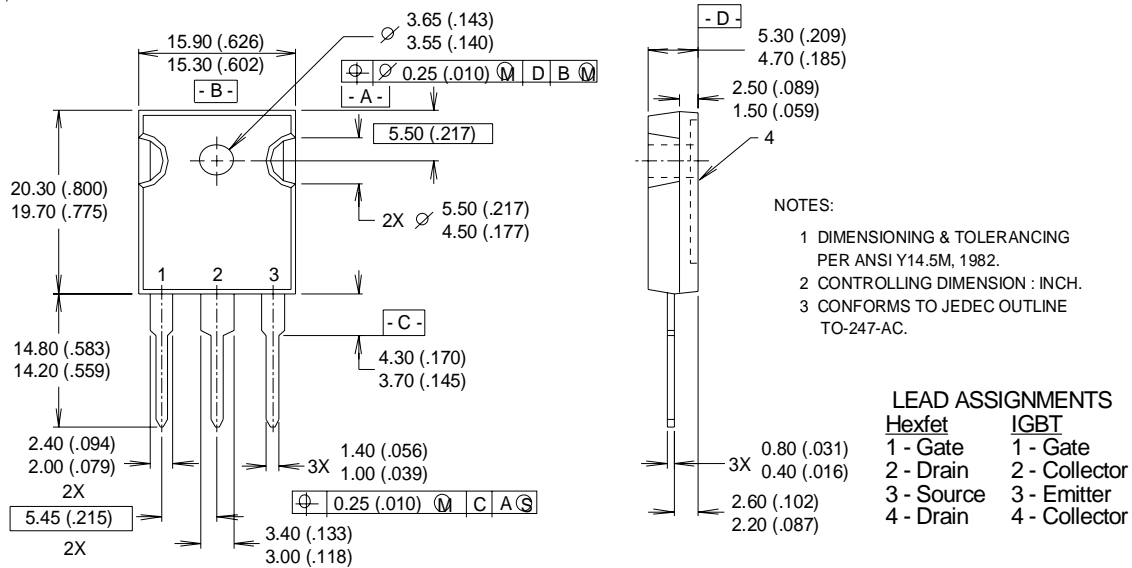 15.90 (.626)
15.30 (.602)
- B -
3.65 (.143)
3.55 (.140)
⌖ ⌀ 0.25 (.010) Ⓜ D B Ⓜ
- A -
5.50 (.217)
20.30 (.800)
19.70 (.775)
2X ⌀ 5.50 (.217)
4.50 (.177)
1 2 3
- C -
14.80 (.583)
14.20 (.559)
4.30 (.170)
3.70 (.145)
2.40 (.094)
2.00 (.079)
2X
5.45 (.215)
2X
3X 1.40 (.056)
1.00 (.039)
⌖ 0.25 (.010) Ⓜ C A Ⓢ
3.40 (.133)
3.00 (.118)
- D -
5.30 (.209)
4.70 (.185)
2.50 (.089)
1.50 (.059)
4
3X 0.80 (.031)
0.40 (.016)
2.60 (.102)
2.20 (.087)
NOTES:
1 DIMENSIONING & TOLERANCING
PER ANSI Y14.5M, 1982.
2 CONTROLLING DIMENSION : INCH.
3 CONFORMS TO JEDEC OUTLINE
TO-247-AC.
LEAD ASSIGNMENTS
Hexfet IGBT
1 - Gate 1 - Gate
2 - Drain 2 - Collector
3 - Source 3 - Emitter
4 - Drain 4 - Collector